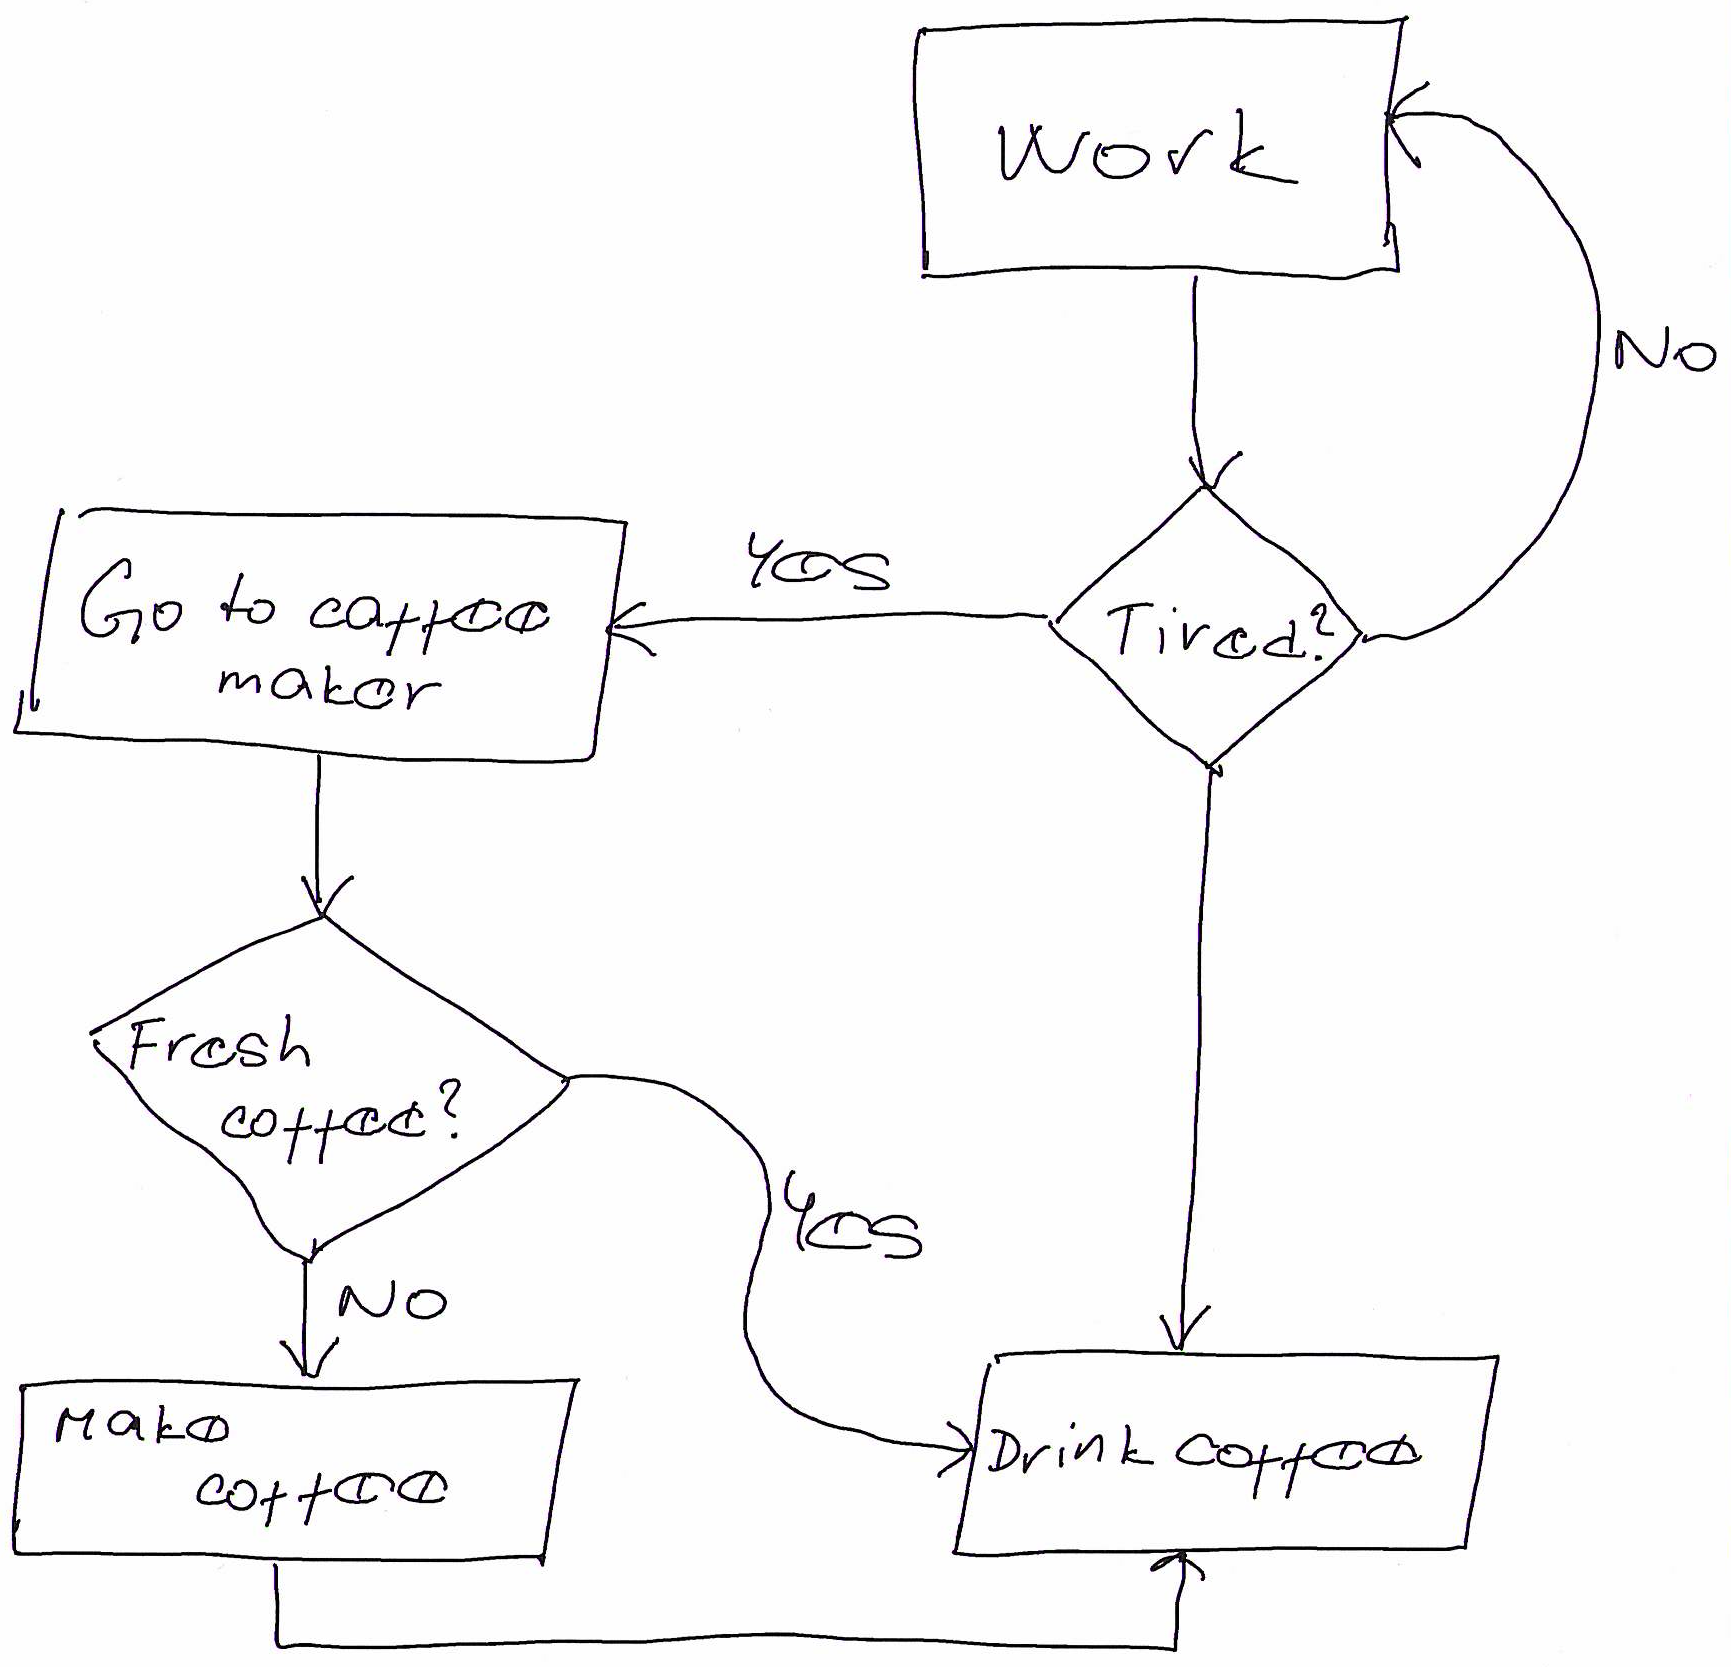 Work
No
Yes
Tired?
Go to coffee
maker
Fresh
coffee?
Yes
No
Make
coffee
Drink coffee